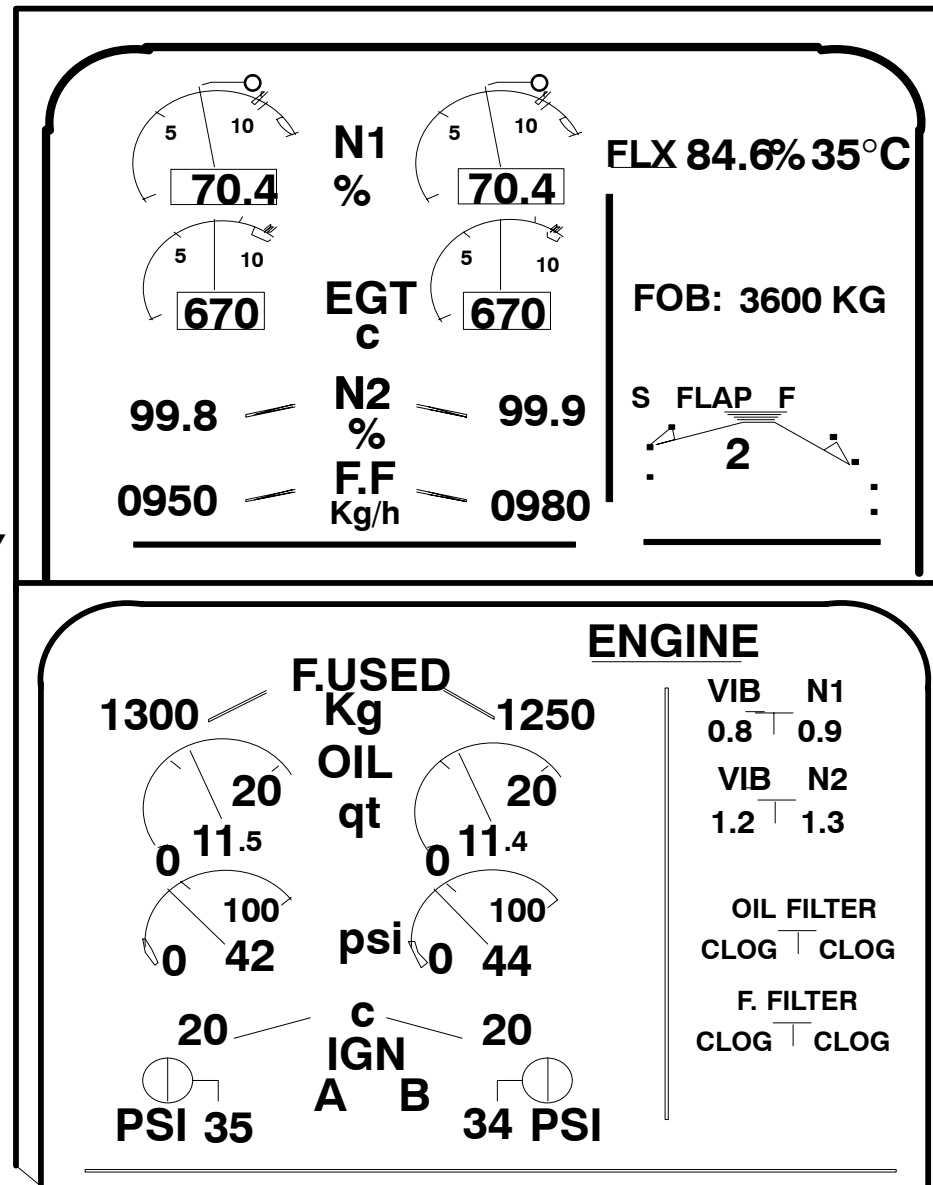 5 10 N1 5 10
FLX 84.6% 35°C
70.4 % 70.4
5 10 5 10
670 EGT 670
c
FOB: 3600 KG
99.8 N2 99.9
%
S FLAP F
2
0950 F.F 0980
Kg/h
ENGINE
F.USED
1300 Kg 1250
VIB N1
0.8 0.9
OIL
20 qt 20
0 11.5 0 11.4
VIB N2
1.2 1.3
100 100
0 42 psi 0 44
OIL FILTER
CLOG CLOG
20 c 20
IGN
A B
F. FILTER
CLOG CLOG
PSI 35 34 PSI